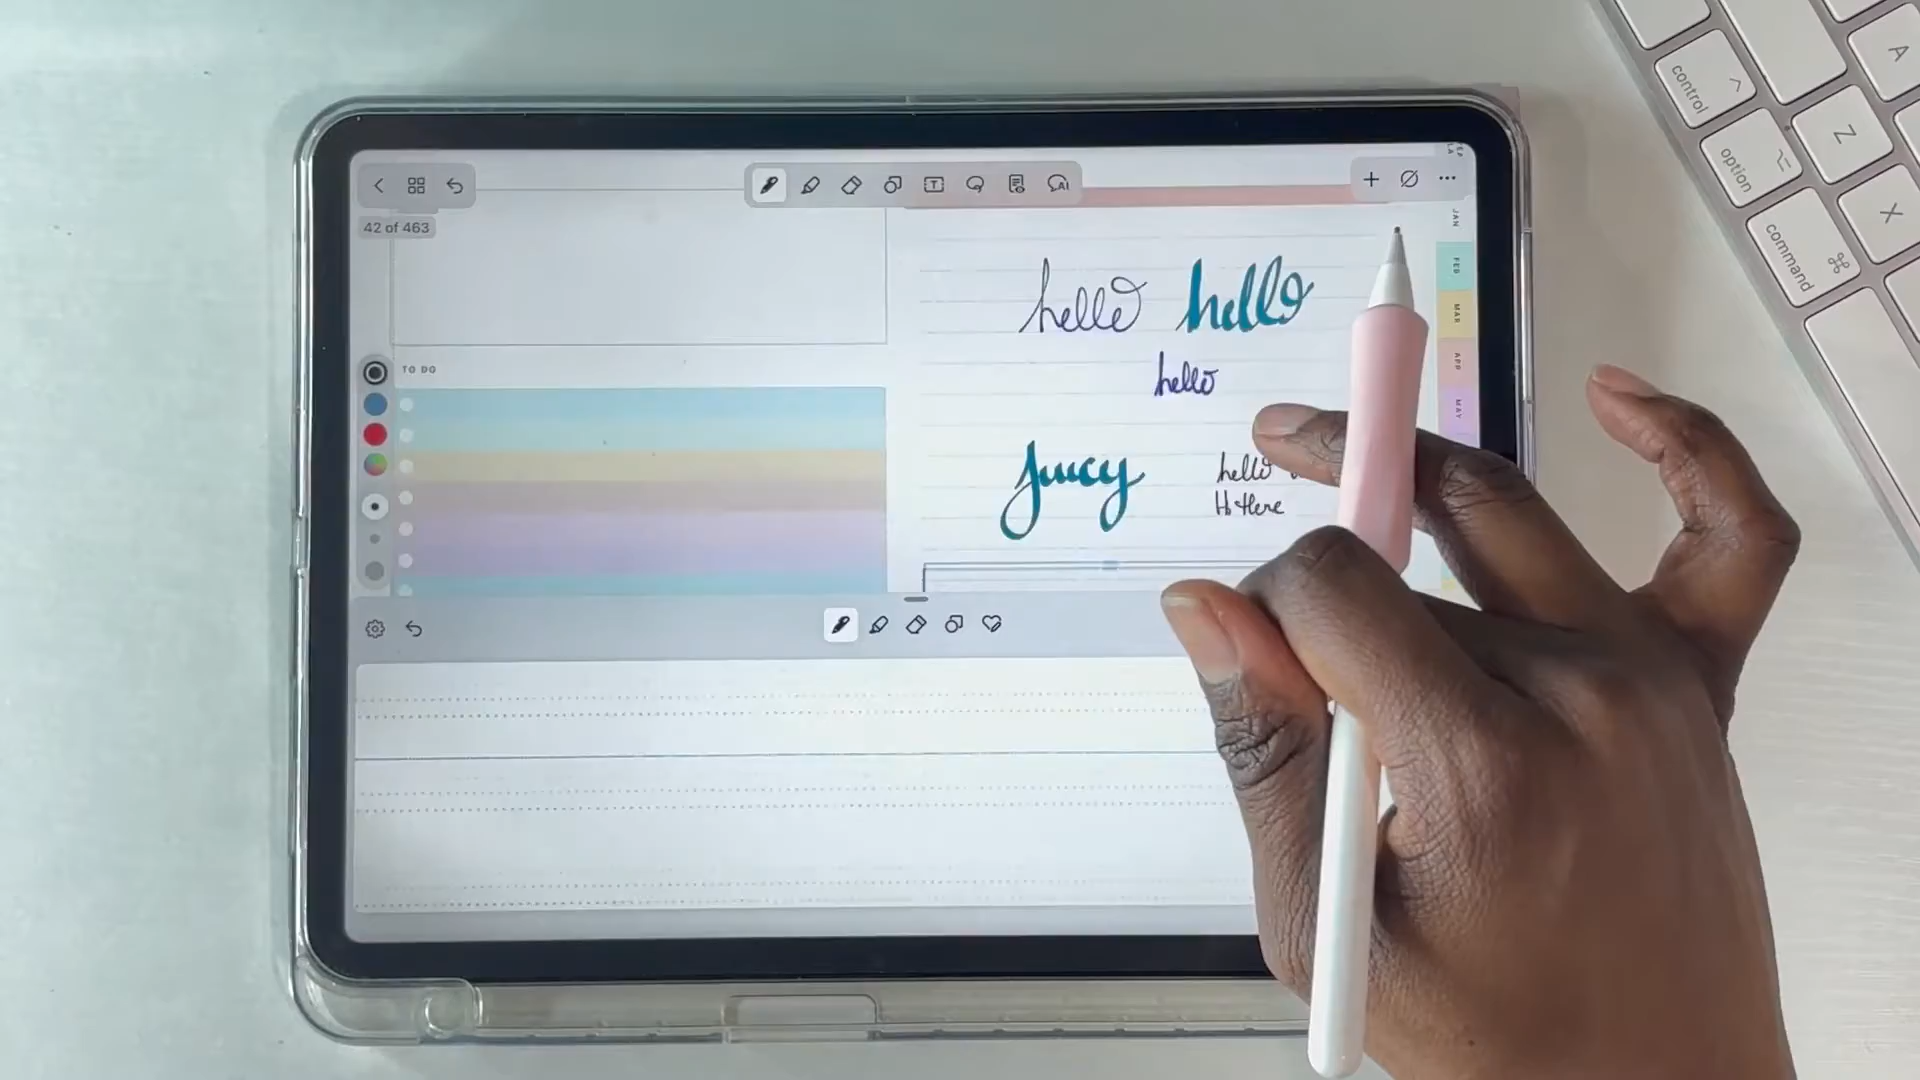 42 of 463
T
AI
TO DO
hello hello
hello
Juicy
hello
Hi there
JAN
FEB
MAR
APR
MAY
control
option
command
A
Z
X